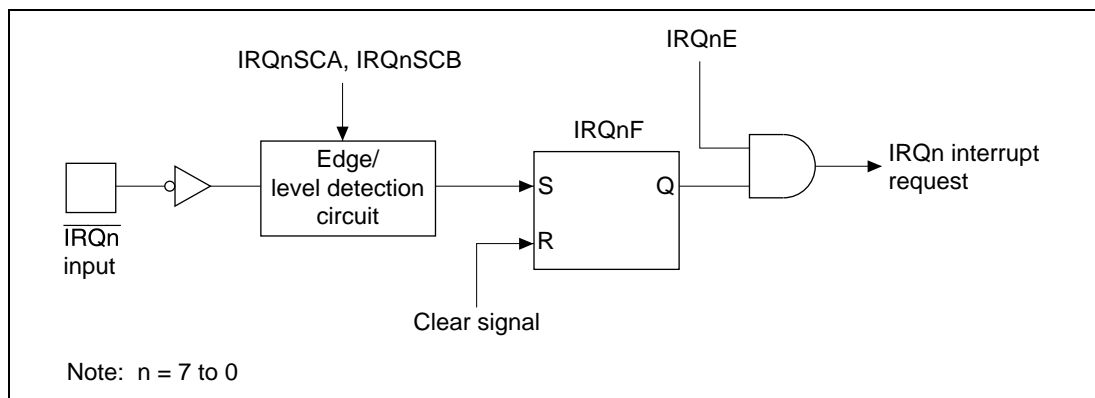 IRQnE
IRQnSCA, IRQnSCB
IRQnF
Edge/
level detection
circuit
S
Q
R
IRQn interrupt
request
IRQn
input
Clear signal
Note: n = 7 to 0